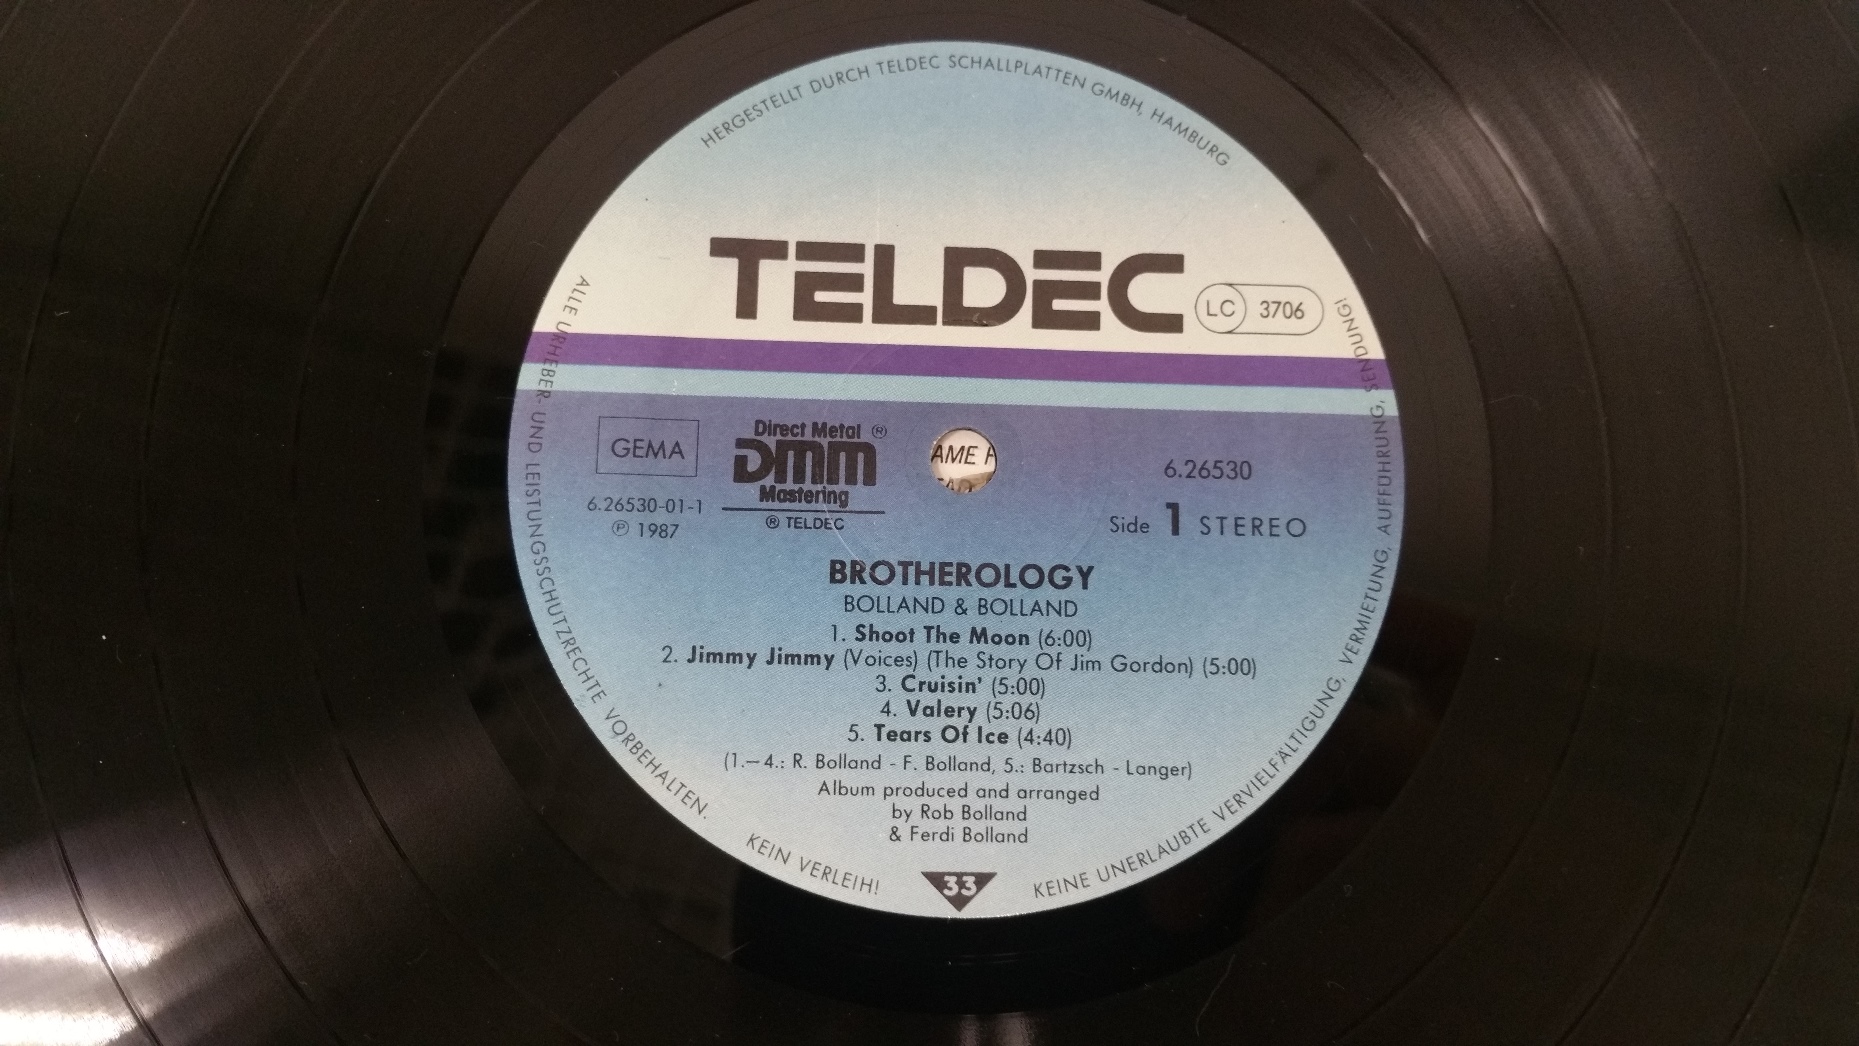 HERGESTELLT DURCH TELDEC SCHALLPLATTEN GMBH, HAMBURG
TELDEC
LC 3706
GEMA
Direct Metal ®
DMM
Mastering
® TELDEC
6.26530-01-1
℗ 1987
AME
6.26530
Side 1 STEREO
BROTHEROLOGY
BOLLAND & BOLLAND
1. Shoot The Moon (6:00)
2. Jimmy Jimmy (Voices) (The Story Of Jim Gordon) (5:00)
3. Cruisin' (5:00)
4. Valery (5:06)
5. Tears Of Ice (4:40)
(1.–4.: R. Bolland - F. Bolland, 5.: Bartzsch - Langer)
Album produced and arranged
by Rob Bolland
& Ferdi Bolland
33
ALLE URHEBER- UND LEISTUNGSSCHUTZRECHTE VORBEHALTEN. KEIN VERLEIH! KEINE UNERLAUBTE VERVIELFÄLTIGUNG, VERMIETUNG, AUFFÜHRUNG, SENDUNG!